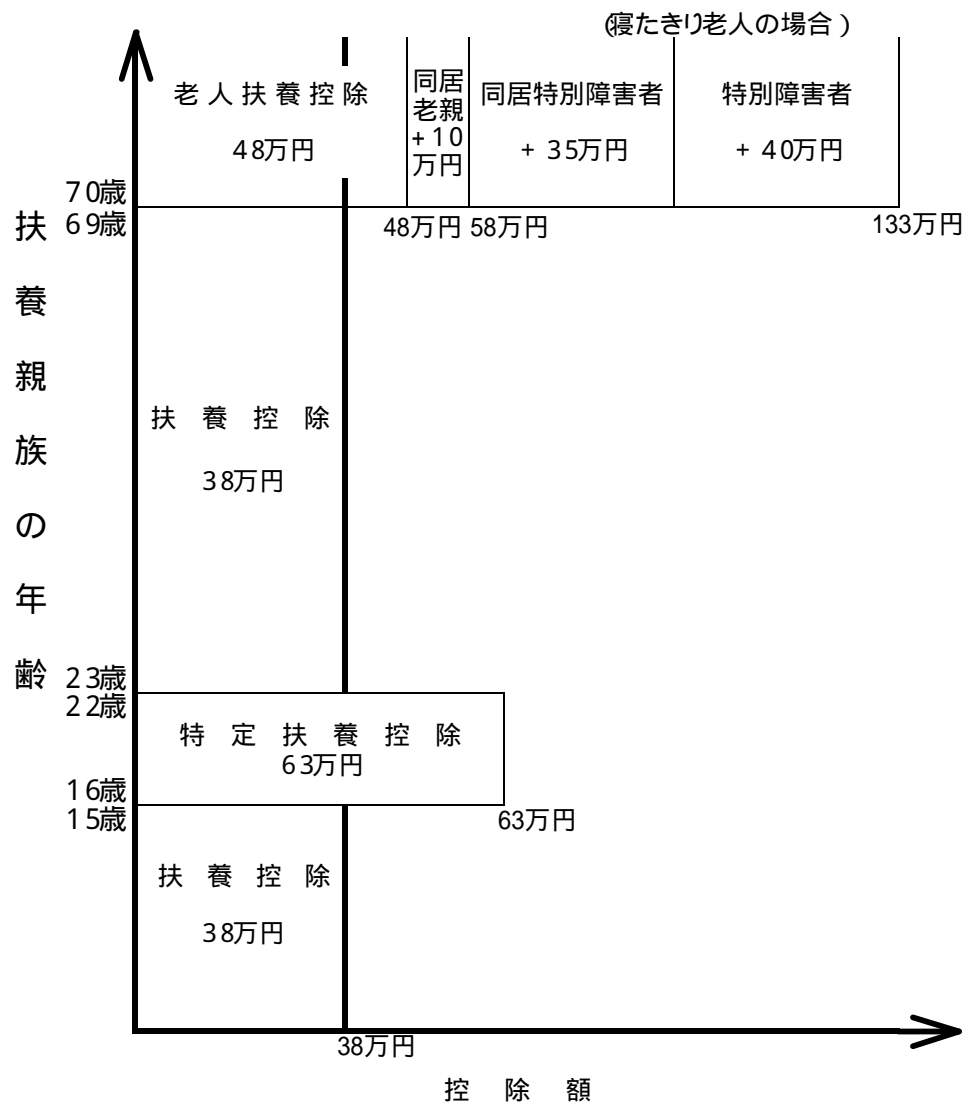 (寝たきり老人の場合)
老人扶養控除
48万円
同居
老親
+10
万円
同居特別障害者
+ 35万円
特別障害者
+ 40万円
70歳
69歳
48万円
58万円
133万円
扶養親族の年齢
扶養控除
38万円
23歳
22歳
特定扶養控除
63万円
16歳
15歳
63万円
扶養控除
38万円
38万円
控除額